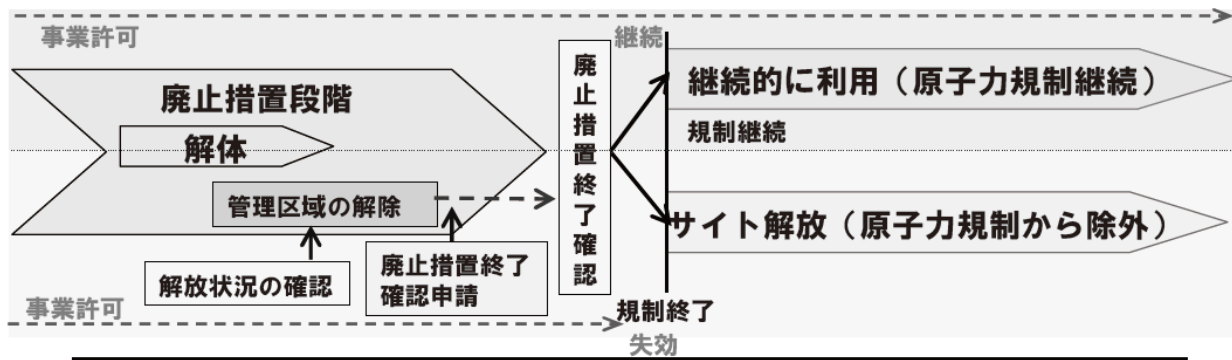 事業許可
継続
廃止措置段階
解体
管理区域の解除
解放状況の確認
廃止措置終了
確認申請
廃止措置終了確認
継続的に利用（原子力規制継続）
規制継続
サイト解放（原子力規制から除外）
事業許可
規制終了
失効